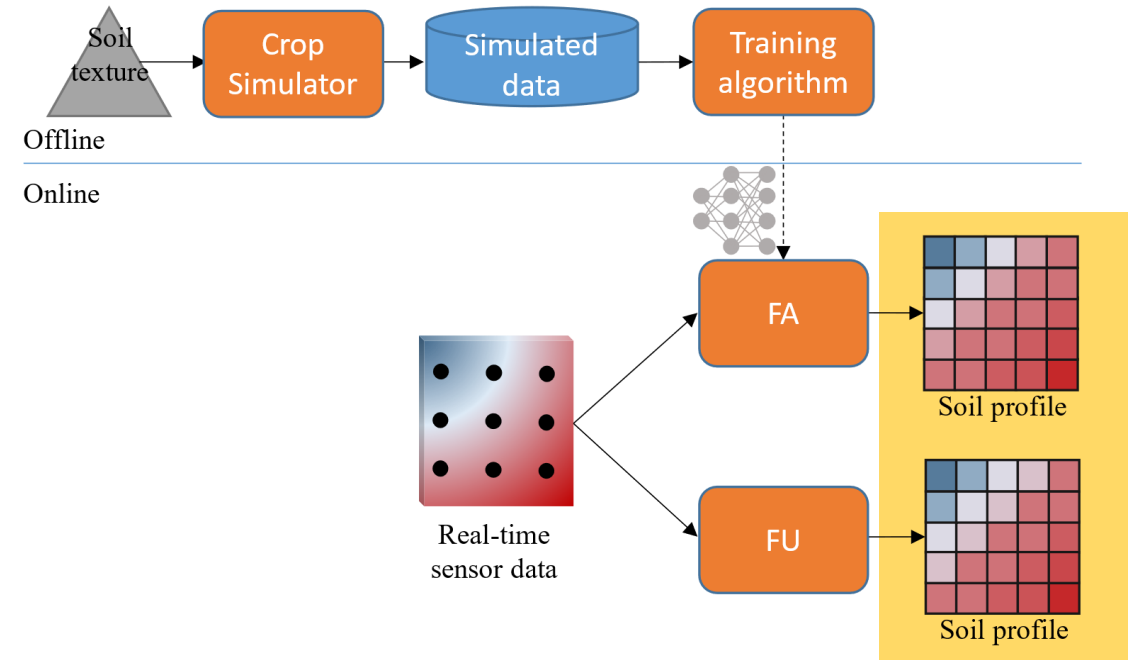 Soil
texture
Crop
Simulator
Simulated
data
Training
algorithm
Offline
Online
FA
Soil profile
Real-time
sensor data
FU
Soil profile